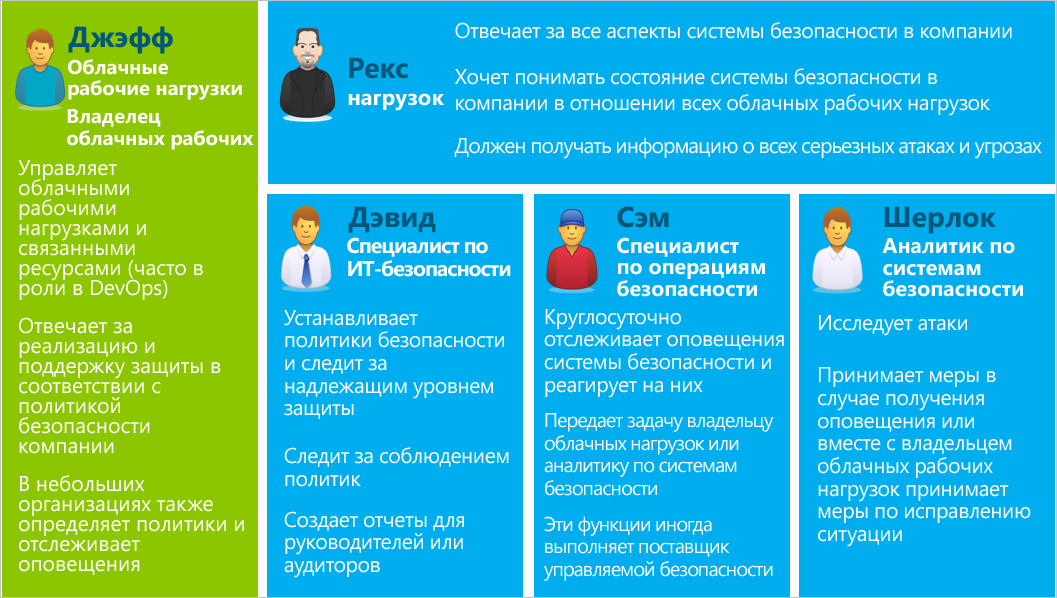 Джэфф
Облачные
рабочие нагрузки
Владелец
облачных рабочих
Управляет
облачными
рабочими
нагрузками и
связанными
ресурсами (часто в
роли в DevOps)
Отвечает за
реализацию и
поддержку защиты в
соответствии с
политикой
безопасности
компании
В небольших
организациях также
определяет политики и
отслеживает
оповещения
Рекс
нагрузок
Отвечает за все аспекты системы безопасности в компании
Хочет понимать состояние системы безопасности в
компании в отношении всех облачных рабочих нагрузок
Должен получать информацию о всех серьезных атаках и угрозах
Дэвид
Специалист по
ИТ-безопасности
Устанавливает
политики безопасности
и следит за
надлежащим уровнем
защиты
Следит за соблюдением
политик
Создает отчеты для
руководителей или
аудиторов
Сэм
Специалист
по операциям
безопасности
Круглосуточно
отслеживает оповещения
системы безопасности и
реагирует на них
Передает задачу владельцу
облачных нагрузок или
аналитику по системам
безопасности
Эти функции иногда
выполняет поставщик
управляемой безопасности
Шерлок
Аналитик по
системам
безопасности
Исследует атаки
Принимает меры в
случае получения
оповещения или
вместе с владельцем
облачных рабочих
нагрузок принимает
меры по исправлению
ситуации